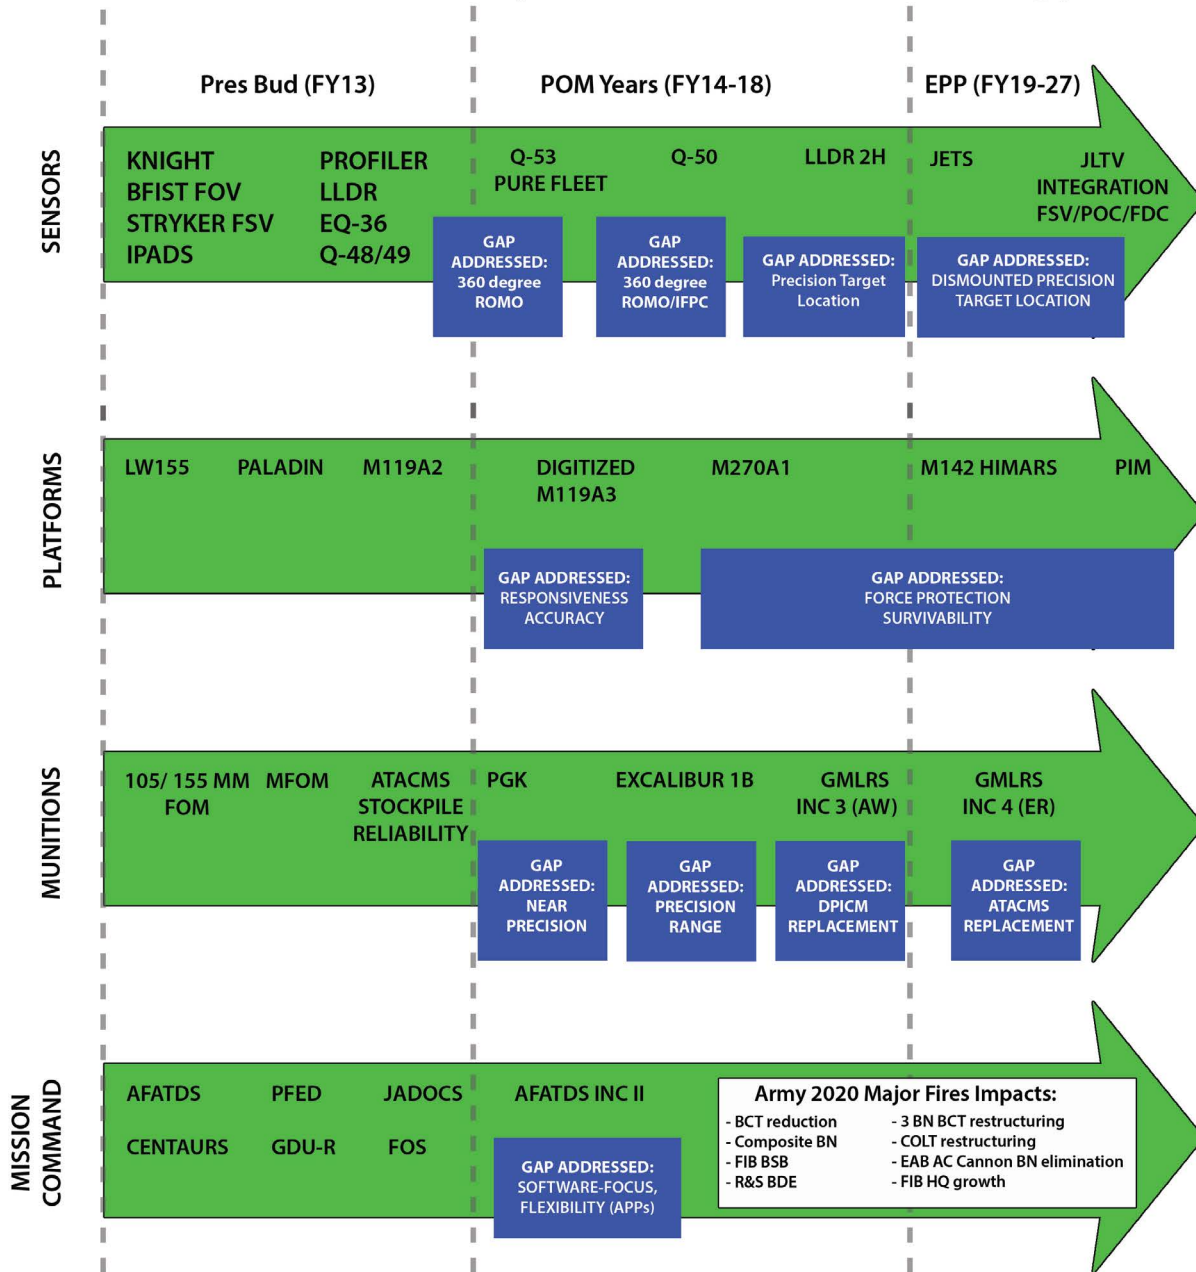 Pres Bud (FY13)
POM Years (FY14-18)
EPP (FY19-27)
SENSORS
KNIGHT
BFIST FOV
STRYKER FSV
IPADS
PROFILER
LLDR
EQ-36
Q-48/49
Q-53
PURE FLEET
Q-50
LLDR 2H
JETS
JLTV
INTEGRATION
FSV/POC/FDC
GAP
ADDRESSED:
360 degree
ROMO
GAP
ADDRESSED:
360 degree
ROMO/IFPC
GAP ADDRESSED:
Precision Target
Location
GAP ADDRESSED:
DISMOUNTED PRECISION
TARGET LOCATION
PLATFORMS
LW155
PALADIN
M119A2
DIGITIZED
M119A3
M270A1
M142 HIMARS
PIM
GAP ADDRESSED:
RESPONSIVENESS
ACCURACY
GAP ADDRESSED:
FORCE PROTECTION
SURVIVABILITY
MUNITIONS
105/ 155 MM
FOM
MFOM
ATACMS
STOCKPILE
RELIABILITY
PGK
EXCALIBUR 1B
GMLRS
INC 3 (AW)
GMLRS
INC 4 (ER)
GAP
ADDRESSED:
NEAR
PRECISION
GAP
ADDRESSED:
PRECISION
RANGE
GAP
ADDRESSED:
DPICM
REPLACEMENT
GAP
ADDRESSED:
ATACMS
REPLACEMENT
MISSION
COMMAND
AFATDS
PFED
JADOCS
CENTAURS
GDU-R
FOS
AFATDS INC II
GAP ADDRESSED:
SOFTWARE-FOCUS,
FLEXIBILITY (APPs)
Army 2020 Major Fires Impacts:
- BCT reduction
- Composite BN
- FIB BSB
- R&S BDE
- 3 BN BCT restructuring
- COLT restructuring
- EAB AC Cannon BN elimination
- FIB HQ growth